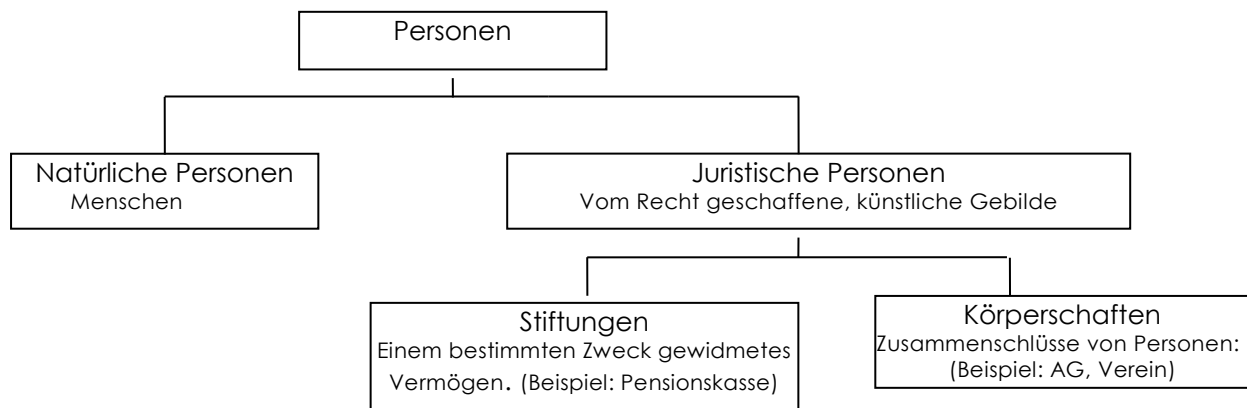 Personen
Natürliche Personen
Menschen
Juristische Personen
Vom Recht geschaffene, künstliche Gebilde
Stiftungen
Einem bestimmten Zweck gewidmetes
Vermögen. (Beispiel: Pensionskasse)
Körperschaften
Zusammenschlüsse von Personen:
(Beispiel: AG, Verein)